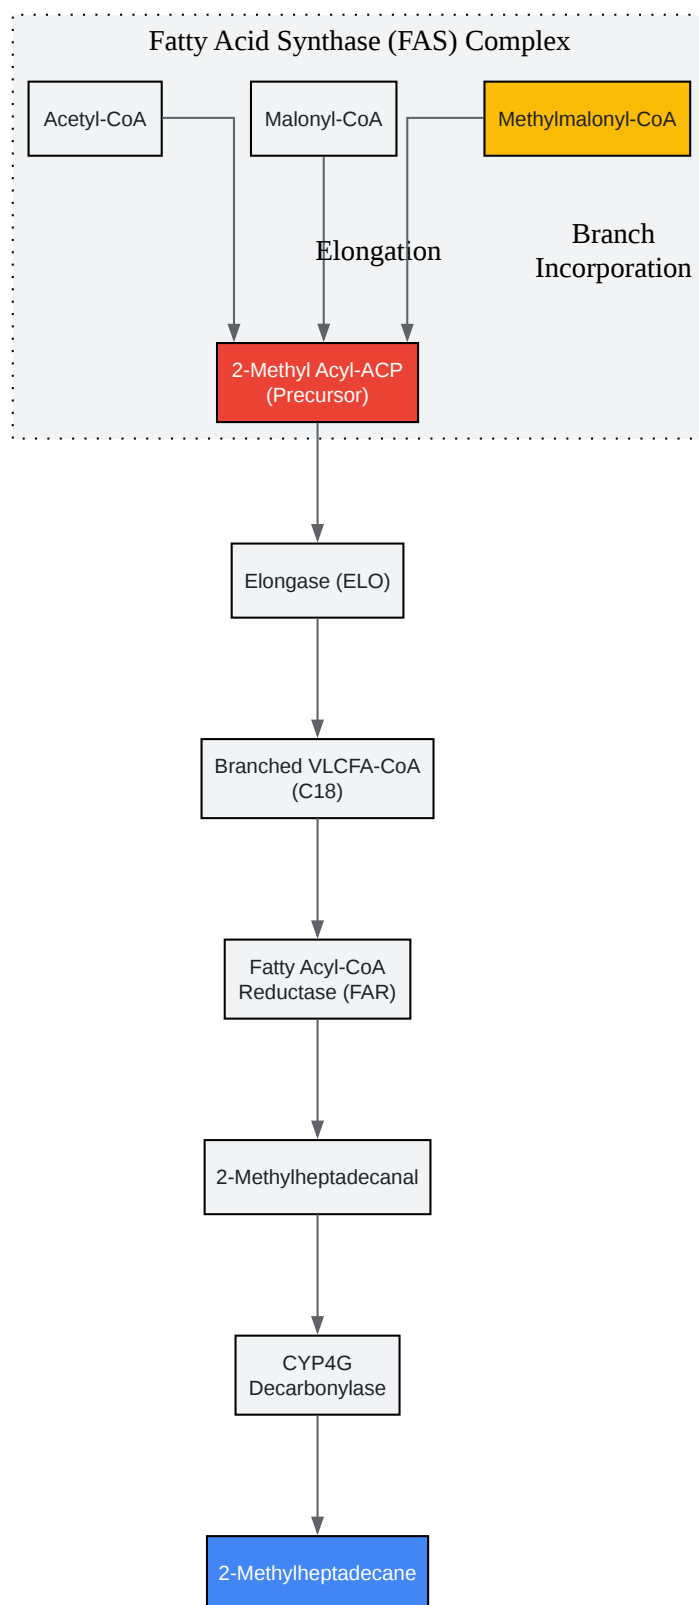 Fatty Acid Synthase (FAS) Complex
Acetyl-CoA
Malonyl-CoA
Methylmalonyl-CoA
Elongation
Branch
Incorporation
2-Methyl Acyl-ACP
(Precursor)
Elongase (ELO)
Branched VLCFA-CoA
(C18)
Fatty Acyl-CoA
Reductase (FAR)
2-Methylheptadecanal
CYP4G
Decarbonylase
2-Methylheptadecane